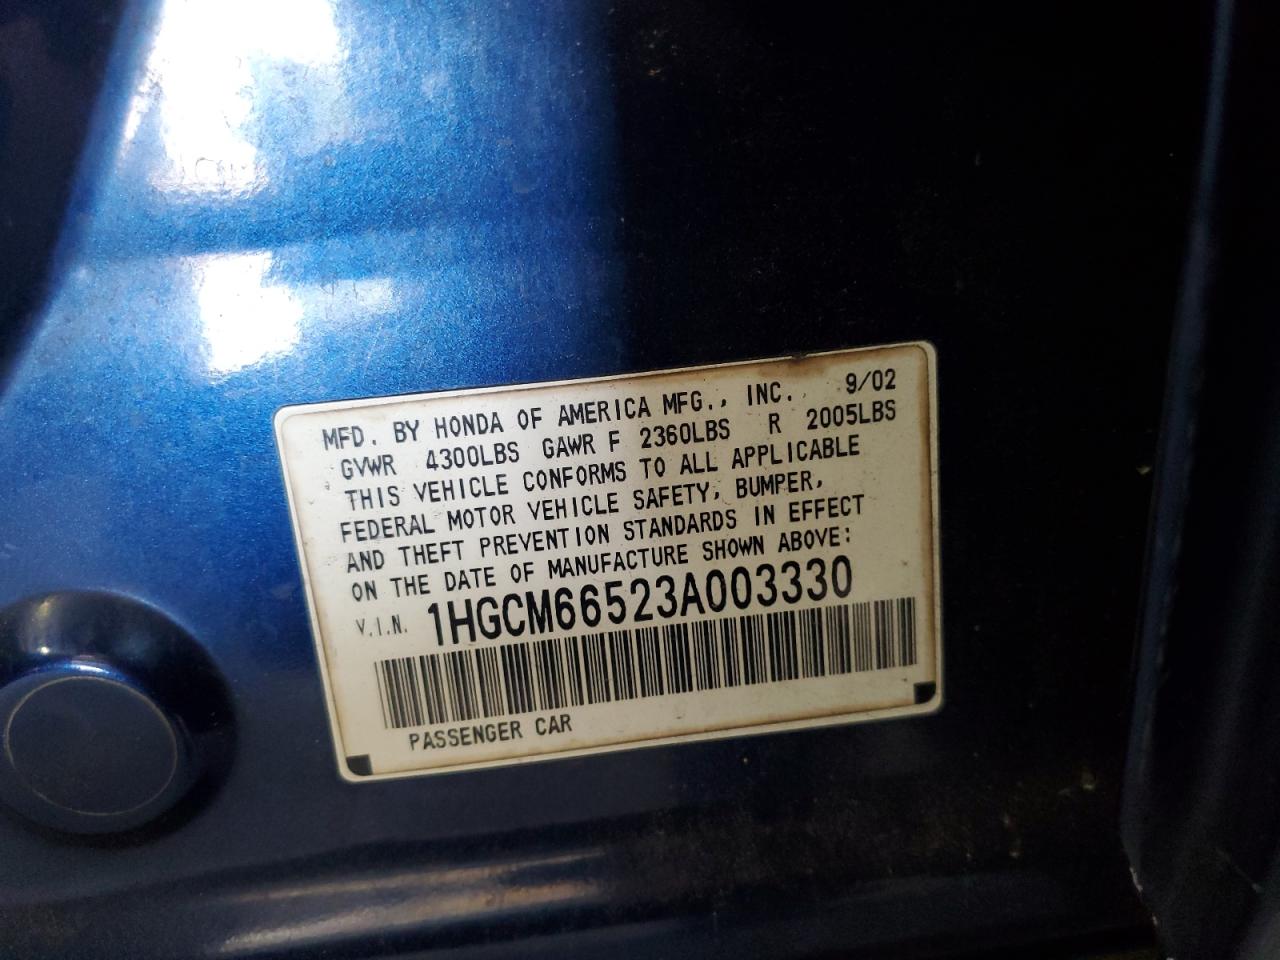 MFD. BY HONDA OF AMERICA MFG., INC. 9/02
GVWR 4300LBS GAWR F 2360LBS R 2005LBS
THIS VEHICLE CONFORMS TO ALL APPLICABLE
FEDERAL MOTOR VEHICLE SAFETY, BUMPER,
AND THEFT PREVENTION STANDARDS IN EFFECT
ON THE DATE OF MANUFACTURE SHOWN ABOVE:
V.I.N. 1HGCM66523A003330
PASSENGER CAR